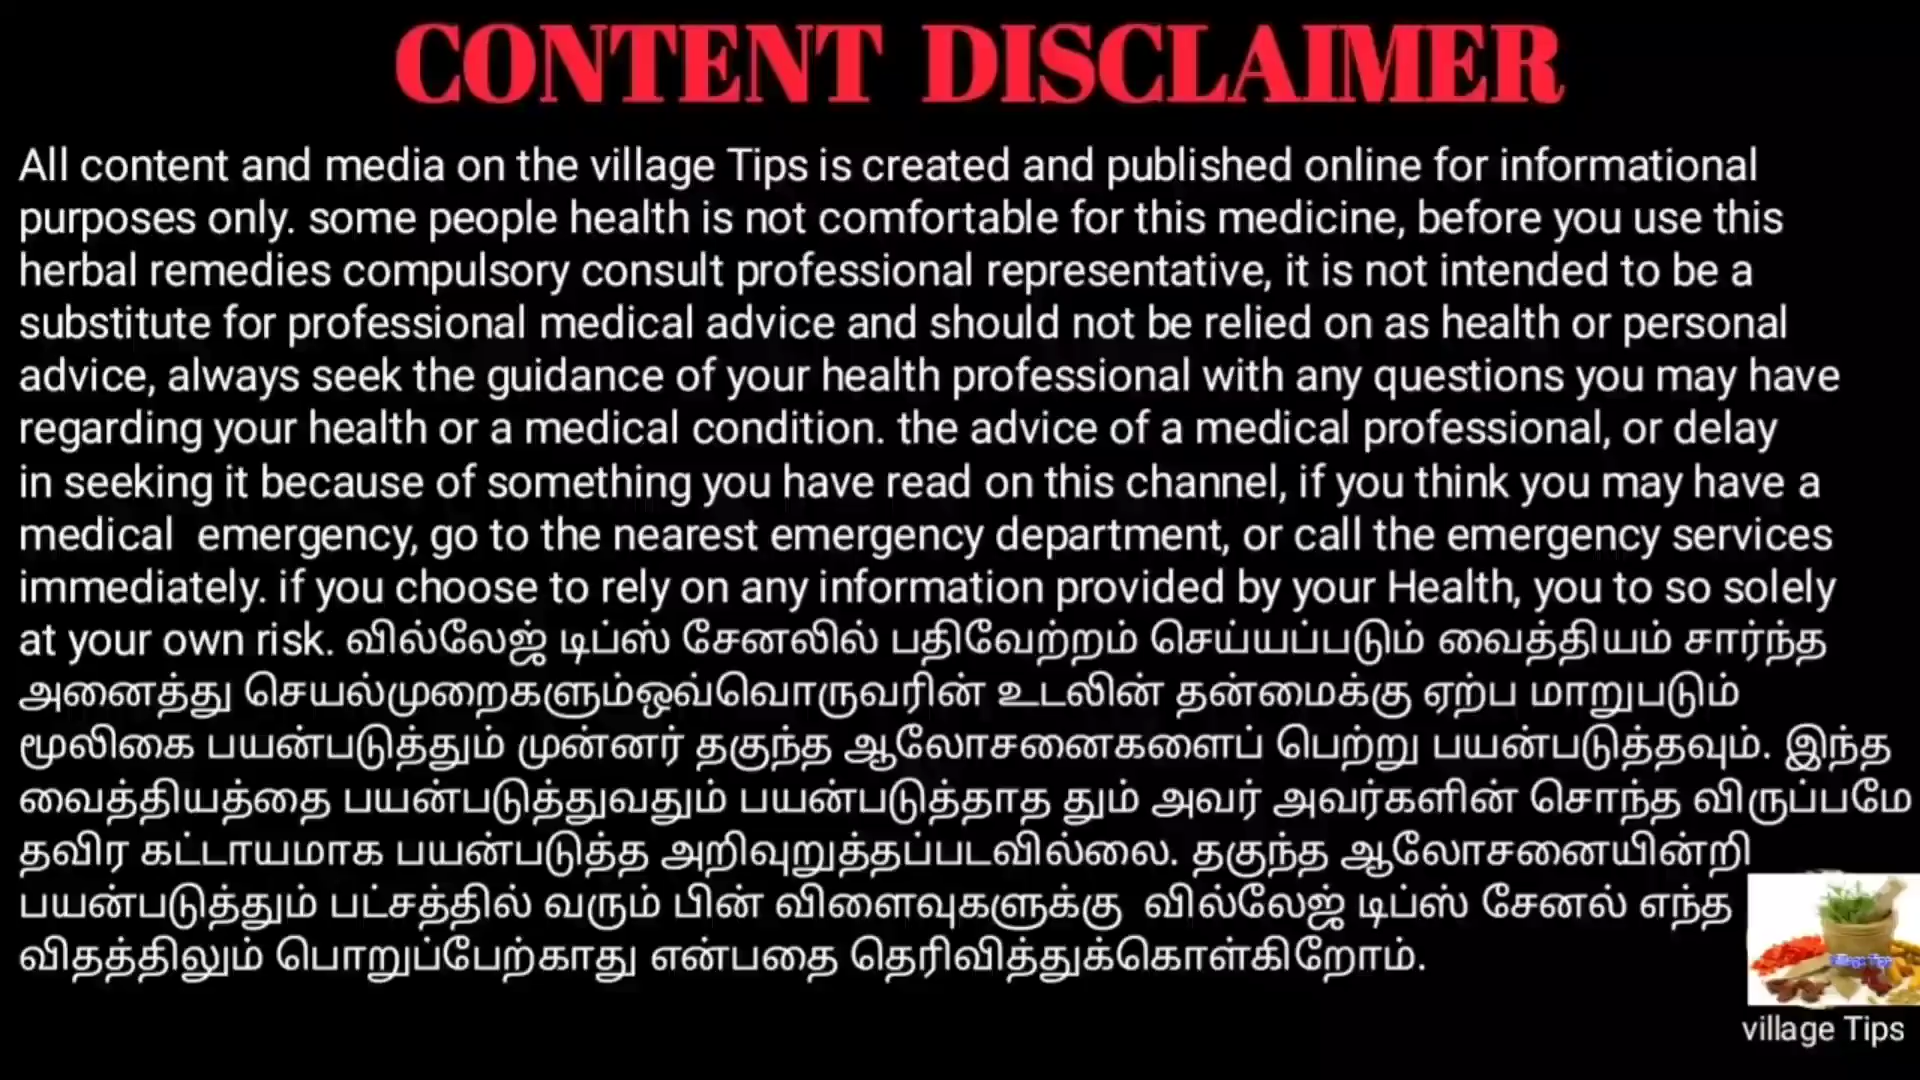 CONTENT DISCLAIMER
All content and media on the village Tips is created and published online for informational
purposes only. some people health is not comfortable for this medicine, before you use this
herbal remedies compulsory consult professional representative, it is not intended to be a
substitute for professional medical advice and should not be relied on as health or personal
advice, always seek the guidance of your health professional with any questions you may have
regarding your health or a medical condition. the advice of a medical professional, or delay
in seeking it because of something you have read on this channel, if you think you may have a
medical  emergency, go to the nearest emergency department, or call the emergency services
immediately. if you choose to rely on any information provided by your Health, you to so solely
at your own risk. வில்லேஜ் டிப்ஸ் சேனலில் பதிவேற்றம் செய்யப்படும் வைத்தியம் சார்ந்த
அனைத்து செயல்முறைகளும்ஒவ்வொருவரின் உடலின் தன்மைக்கு ஏற்ப மாறுபடும்
மூலிகை பயன்படுத்தும் முன்னர் தகுந்த ஆலோசனைகளைப் பெற்று பயன்படுத்தவும். இந்த
வைத்தியத்தை பயன்படுத்துவதும் பயன்படுத்தாத தும் அவர் அவர்களின் சொந்த விருப்பமே
தவிர கட்டாயமாக பயன்படுத்த அறிவுறுத்தப்படவில்லை. தகுந்த ஆலோசனையின்றி
பயன்படுத்தும் பட்சத்தில் வரும் பின் விளைவுகளுக்கு  வில்லேஜ் டிப்ஸ் சேனல் எந்த
விதத்திலும் பொறுப்பேற்காது என்பதை தெரிவித்துக்கொள்கிறோம்.
village Tips